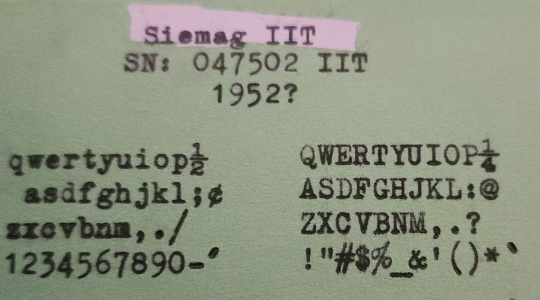 Siemag IIT
SN: 047502 IIT
1952?
qwertyuiop½
asdfghjkl;¢
zxcvbnm,./
1234567890-´
QWERTYUIOP¼
ASDFGHJKL:@
ZXCVBNM,.?
!"#$%_&'()*`